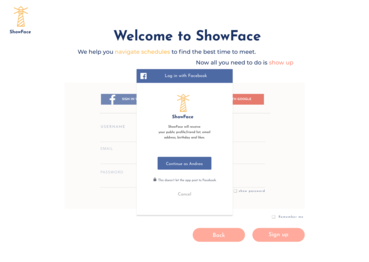 ShowFace
Welcome to ShowFace
We help you navigate schedules to find the best time to meet.
Now all you need to do is show up
Log in with Facebook
SIGN IN
GOOGLE
ShowFace
ShowFace will receive
your public profile,friend list, email
address, birthday and likes.
USERNAME
EMAIL
PASSWORD
Continue as Andrea
This doesn't let the app post to Facebook
Cancel
show password
Remember me
Back
Sign up